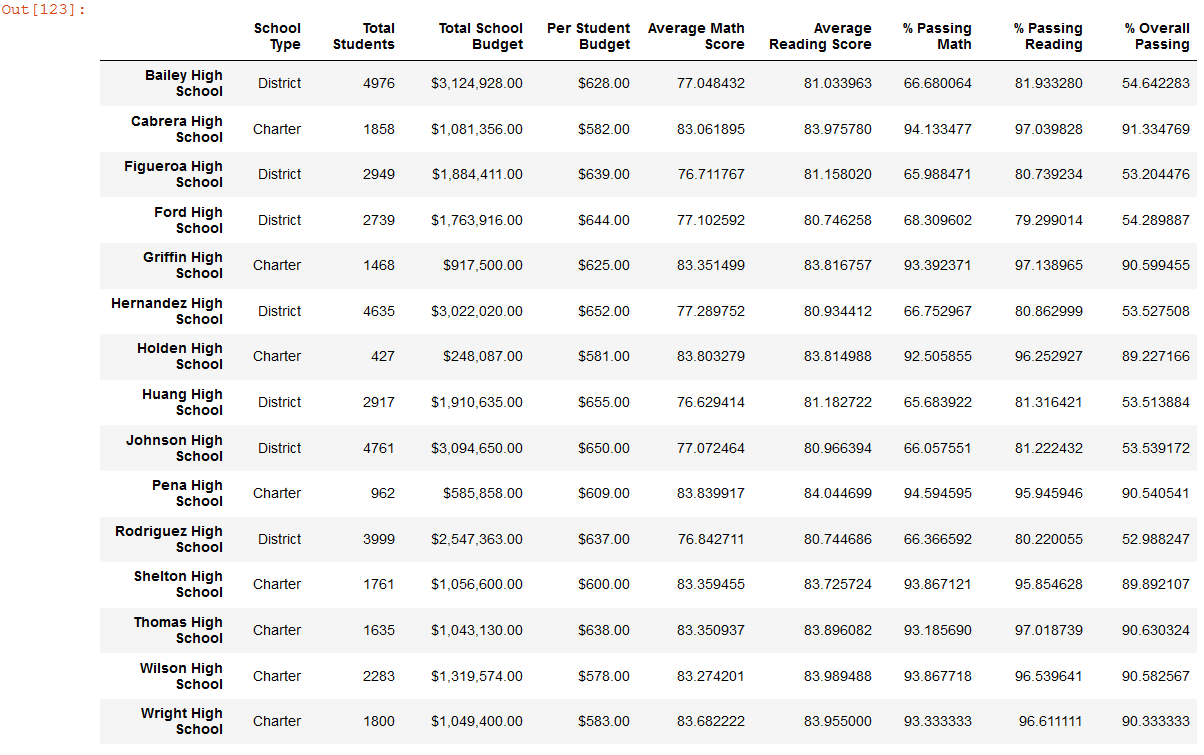 Out[123]:
School Type Total Students Total School Budget Per Student Budget Average Math Score Average Reading Score % Passing Math % Passing Reading % Overall Passing
Bailey High School District 4976 $3,124,928.00 $628.00 77.048432 81.033963 66.680064 81.933280 54.642283
Cabrera High School Charter 1858 $1,081,356.00 $582.00 83.061895 83.975780 94.133477 97.039828 91.334769
Figueroa High School District 2949 $1,884,411.00 $639.00 76.711767 81.158020 65.988471 80.739234 53.204476
Ford High School District 2739 $1,763,916.00 $644.00 77.102592 80.746258 68.309602 79.299014 54.289887
Griffin High School Charter 1468 $917,500.00 $625.00 83.351499 83.816757 93.392371 97.138965 90.599455
Hernandez High School District 4635 $3,022,020.00 $652.00 77.289752 80.934412 66.752967 80.862999 53.527508
Holden High School Charter 427 $248,087.00 $581.00 83.803279 83.814988 92.505855 96.252927 89.227166
Huang High School District 2917 $1,910,635.00 $655.00 76.629414 81.182722 65.683922 81.316421 53.513884
Johnson High School District 4761 $3,094,650.00 $650.00 77.072464 80.966394 66.057551 81.222432 53.539172
Pena High School Charter 962 $585,858.00 $609.00 83.839917 84.044699 94.594595 95.945946 90.540541
Rodriguez High School District 3999 $2,547,363.00 $637.00 76.842711 80.744686 66.366592 80.220055 52.988247
Shelton High School Charter 1761 $1,056,600.00 $600.00 83.359455 83.725724 93.867121 95.854628 89.892107
Thomas High School Charter 1635 $1,043,130.00 $638.00 83.350937 83.896082 93.185690 97.018739 90.630324
Wilson High School Charter 2283 $1,319,574.00 $578.00 83.274201 83.989488 93.867718 96.539641 90.582567
Wright High School Charter 1800 $1,049,400.00 $583.00 83.682222 83.955000 93.333333 96.611111 90.333333